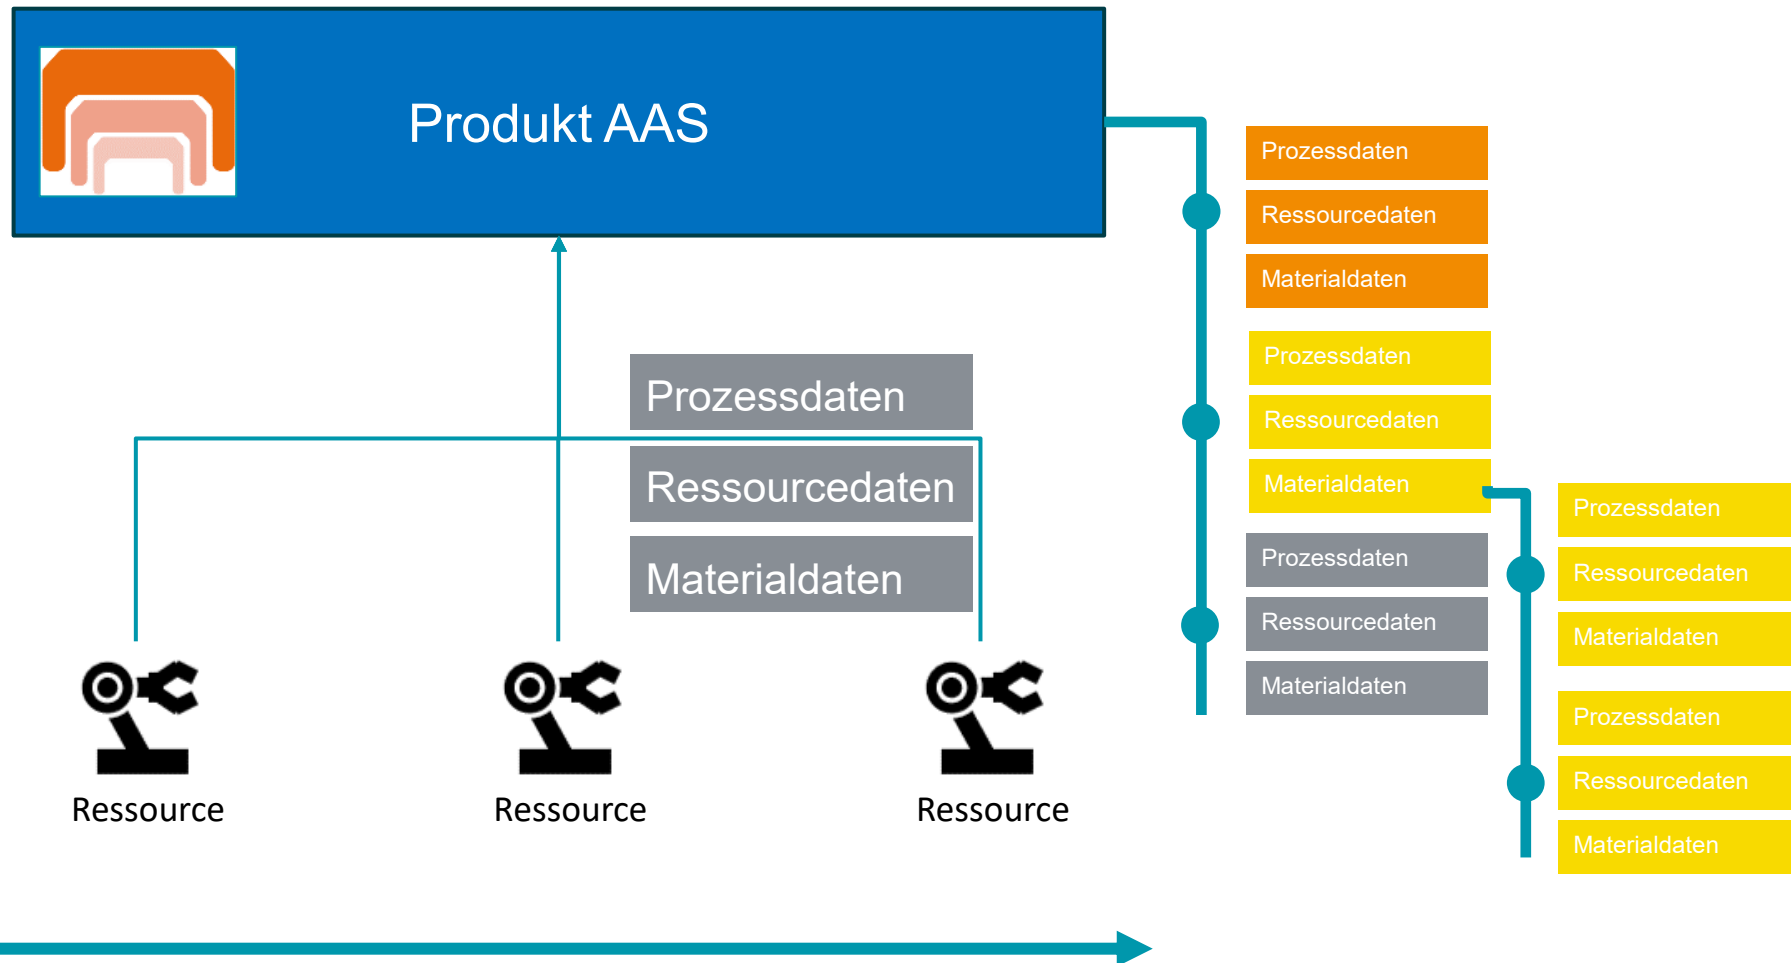 Produkt AAS
Prozessdaten
Ressourcedaten
Materialdaten
Ressource
Ressource
Ressource
Prozessdaten
Ressourcedaten
Materialdaten
Prozessdaten
Ressourcedaten
Materialdaten
Prozessdaten
Ressourcedaten
Materialdaten
Prozessdaten
Ressourcedaten
Materialdaten
Prozessdaten
Ressourcedaten
Materialdaten